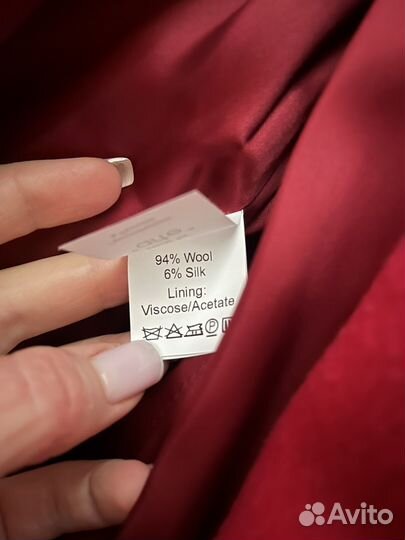 94% Wool
6% Silk
Lining:
Viscose/Acetate
Avito